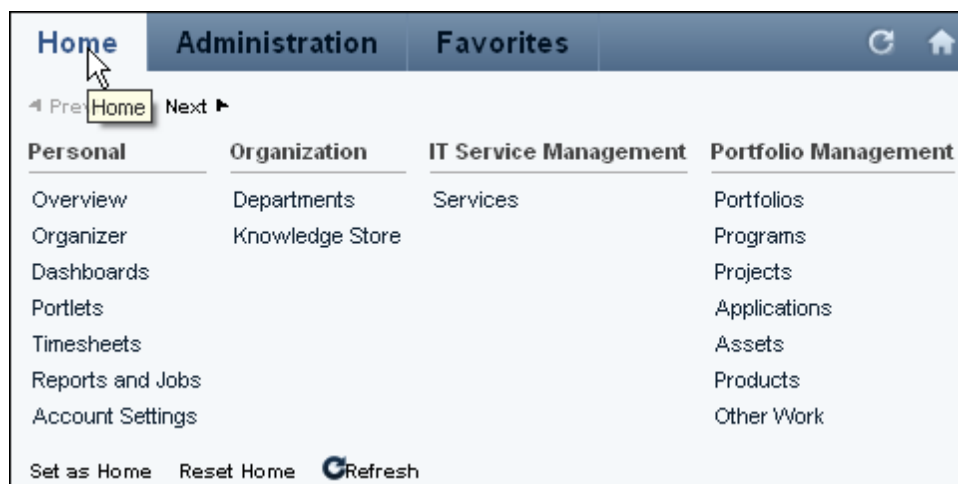 Home Administration Favorites
Home Next
Personal Organization IT Service Management Portfolio Management
Overview Departments Services Portfolios
Organizer Knowledge Store Programs
Dashboards Projects
Portlets Applications
Timesheets Assets
Reports and Jobs Products
Account Settings Other Work
Set as Home Reset Home Refresh